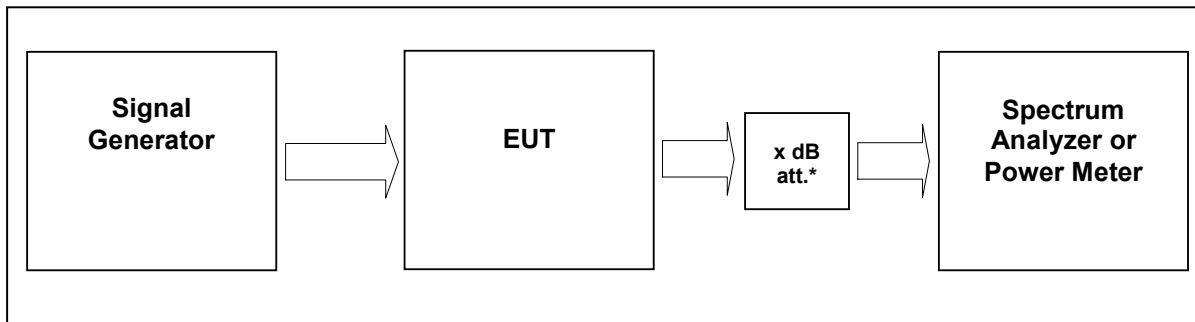 Signal
Generator
EUT
x dB
att.*
Spectrum
Analyzer or
Power Meter